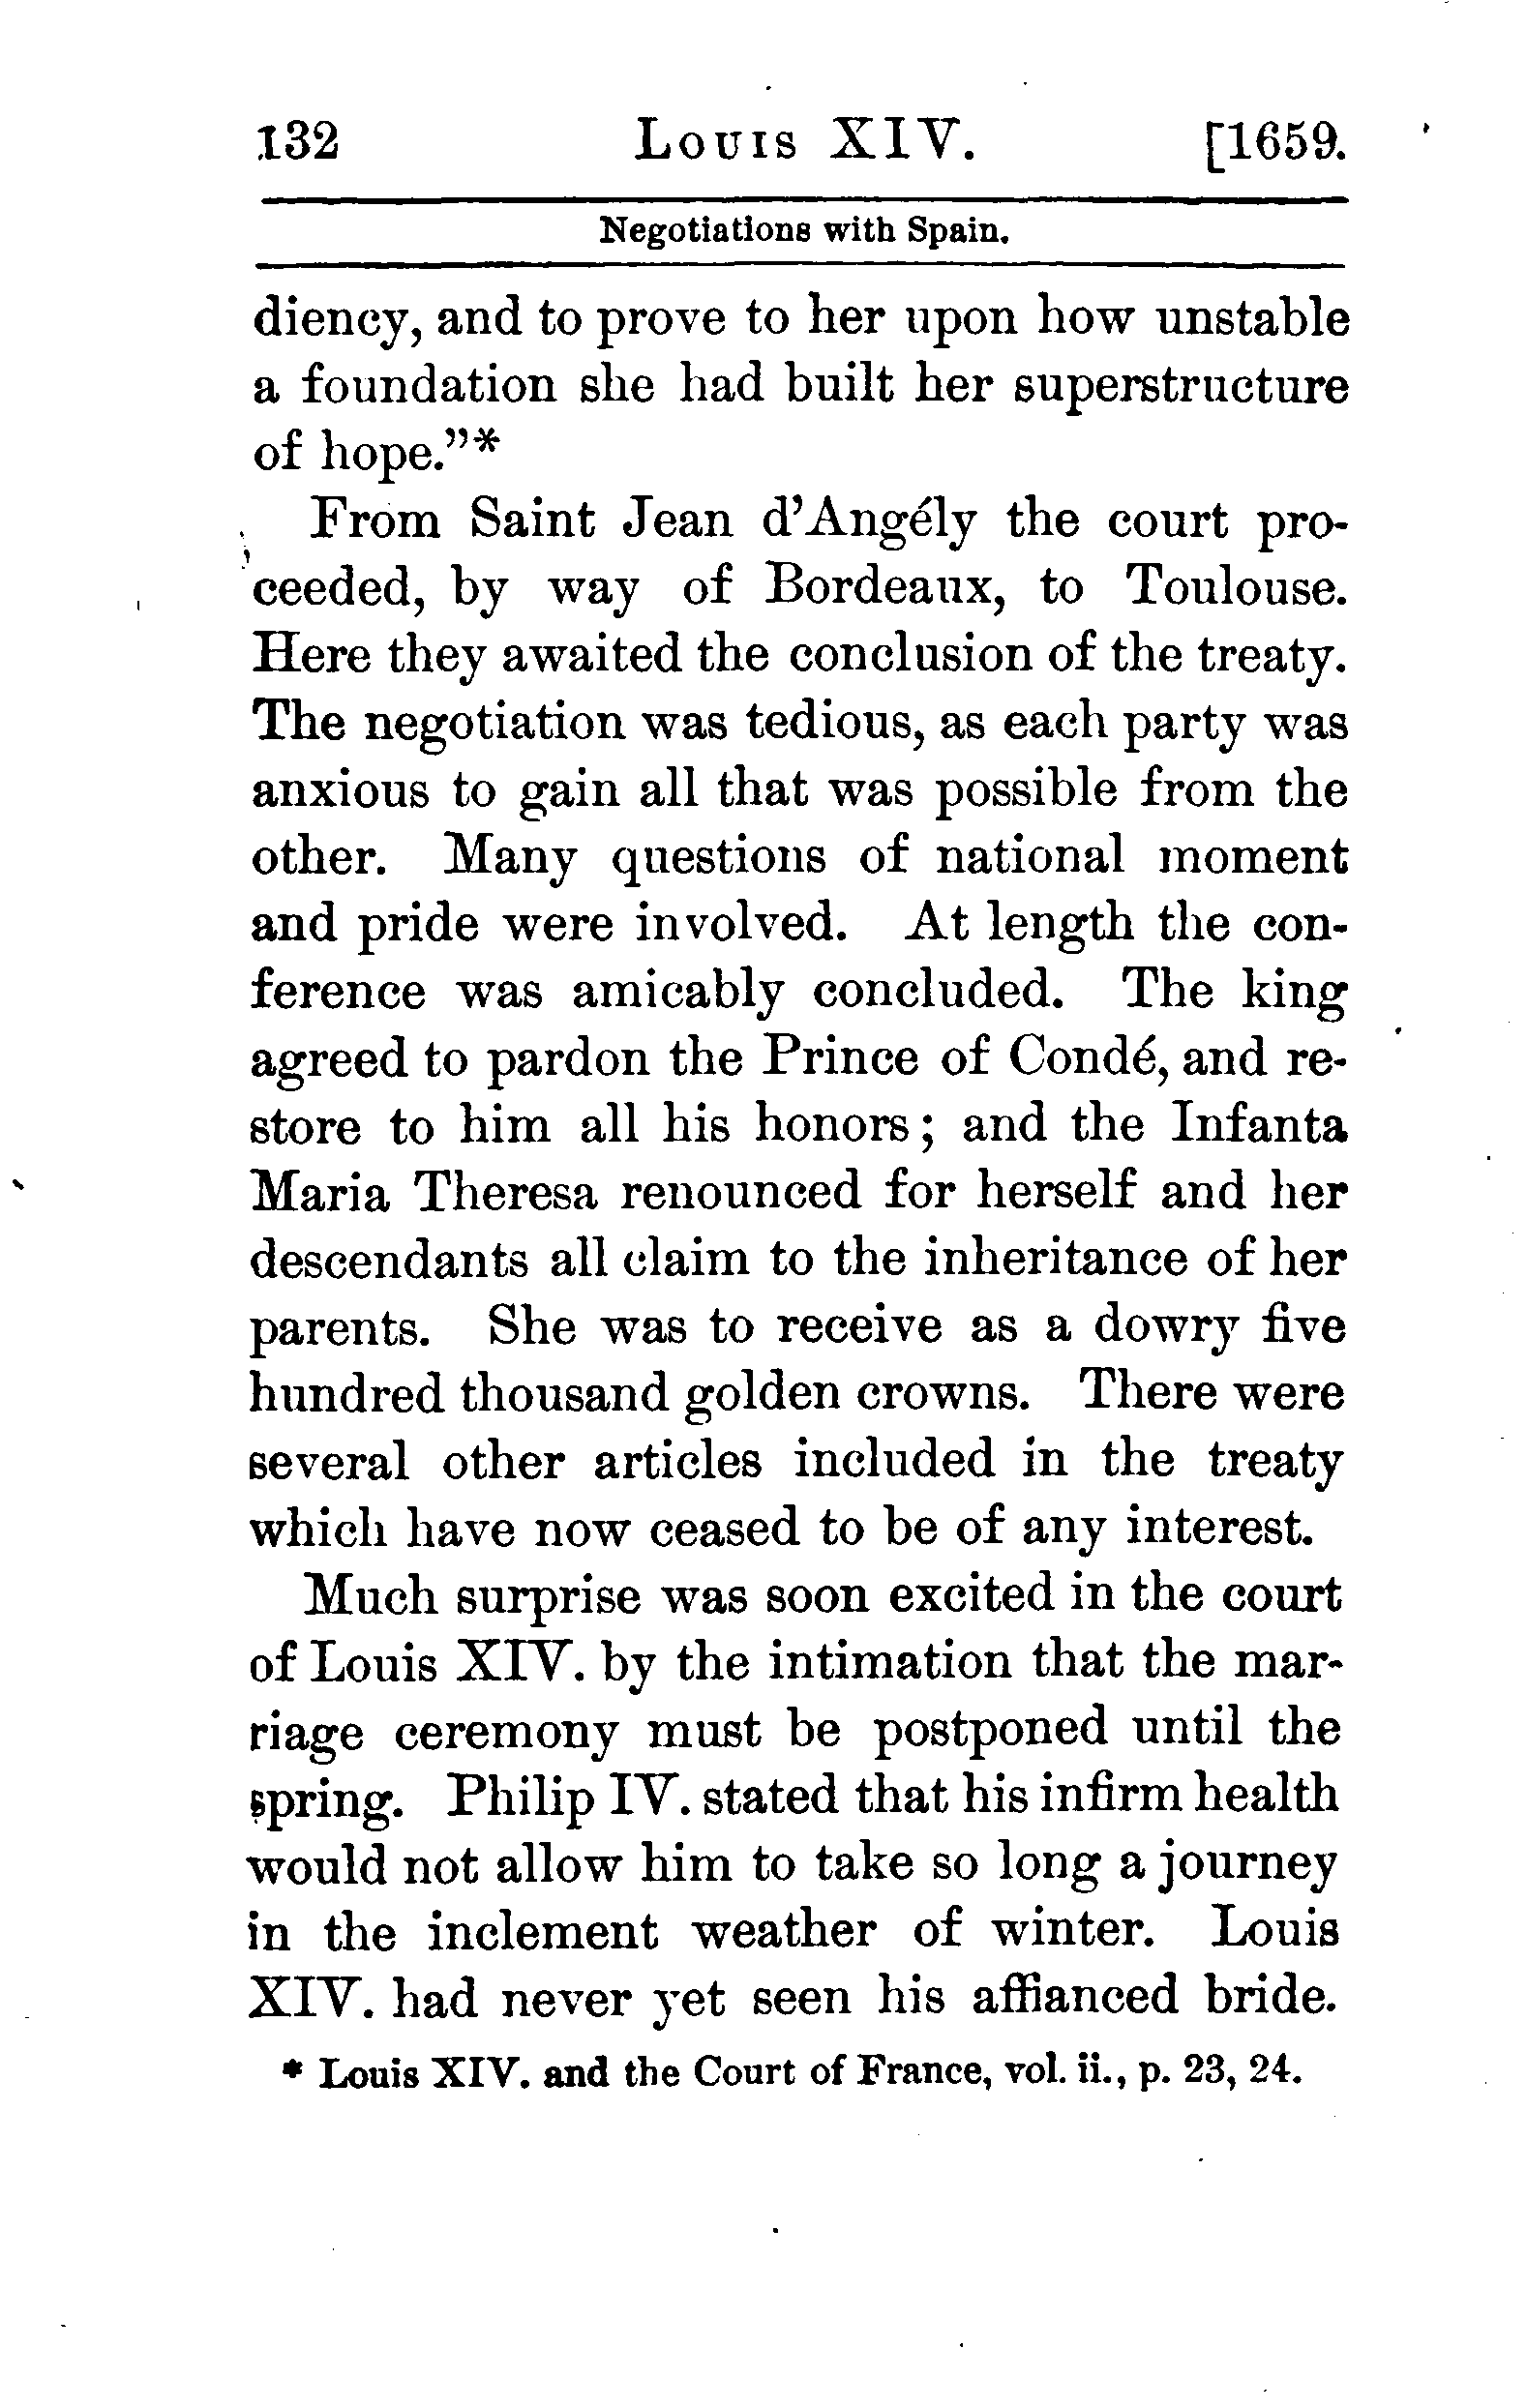 132 Louis XIV. [1659.
Negotiations with Spain.
diency, and to prove to her upon how unstable
a foundation she had built her superstructure
of hope.”*
From Saint Jean d’Angély the court pro-
ceeded, by way of Bordeaux, to Toulouse.
Here they awaited the conclusion of the treaty.
The negotiation was tedious, as each party was
anxious to gain all that was possible from the
other. Many questions of national moment
and pride were involved. At length the con-
ference was amicably concluded. The king
agreed to pardon the Prince of Condé, and re-
store to him all his honors; and the Infanta
Maria Theresa renounced for herself and her
descendants all claim to the inheritance of her
parents. She was to receive as a dowry five
hundred thousand golden crowns. There were
several other articles included in the treaty
which have now ceased to be of any interest.
Much surprise was soon excited in the court
of Louis XIV. by the intimation that the mar-
riage ceremony must be postponed until the
spring. Philip IV. stated that his infirm health
would not allow him to take so long a journey
in the inclement weather of winter. Louis
XIV. had never yet seen his affianced bride.
* Louis XIV. and the Court of France, vol. ii., p. 23, 24.